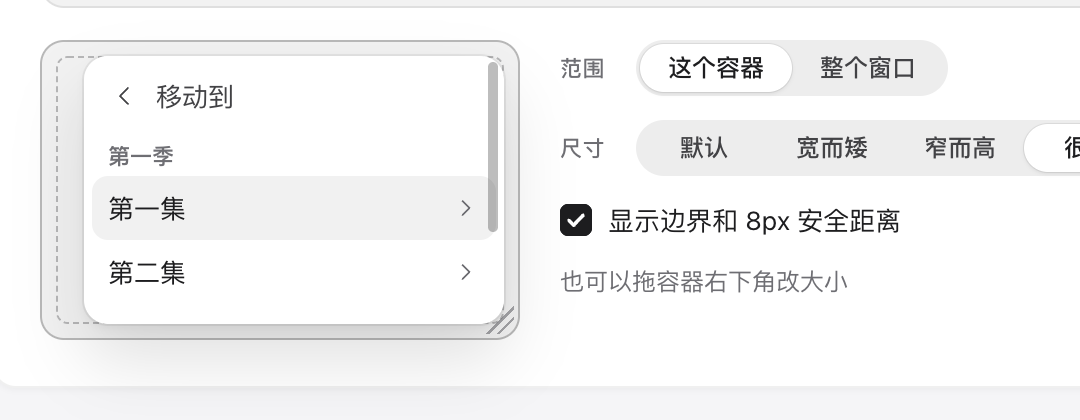 移动到
第一季
第一集
第二集
范围 这个容器 整个窗口
尺寸 默认 宽而矮 窄而高 很
显示边界和 8px 安全距离
也可以拖容器右下角改大小